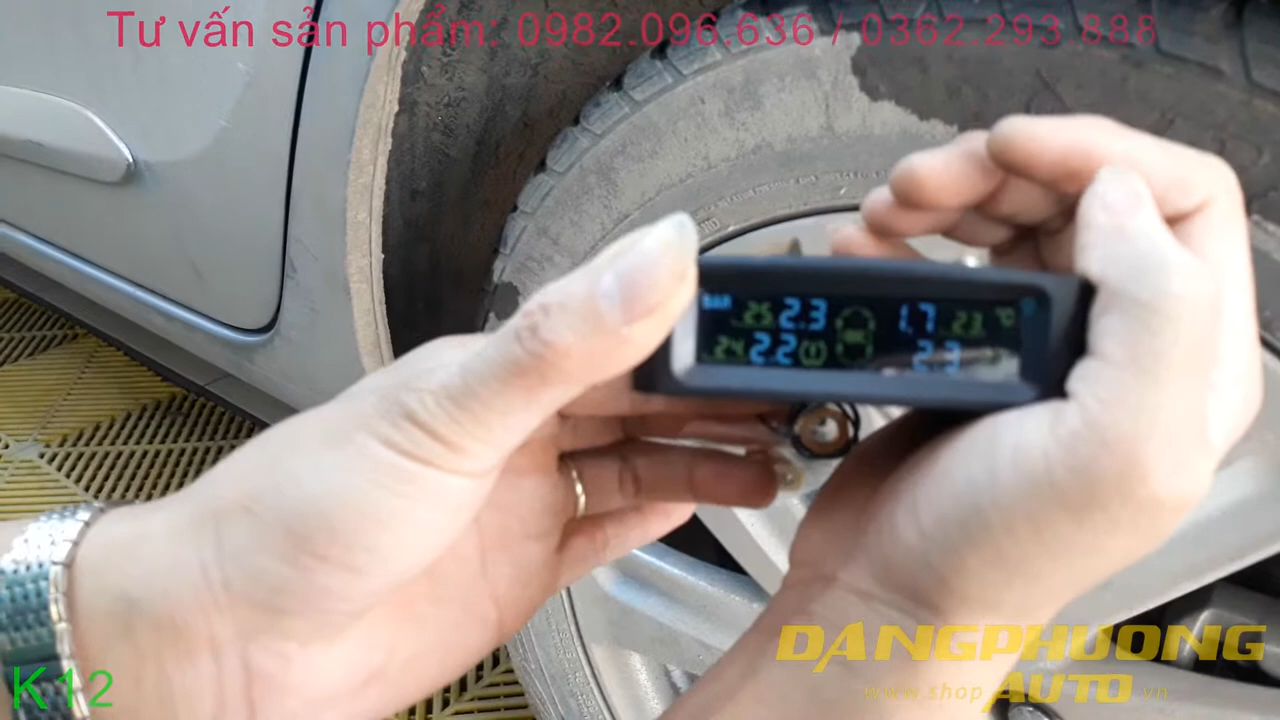 Tư vấn sản phẩm: 0982.096.636 / 0362.293.888
BAR 25 2.3 1.7 23 °C
24 2.2 2.3
K12
DANGPHUONG
www.shop AUTO .vn